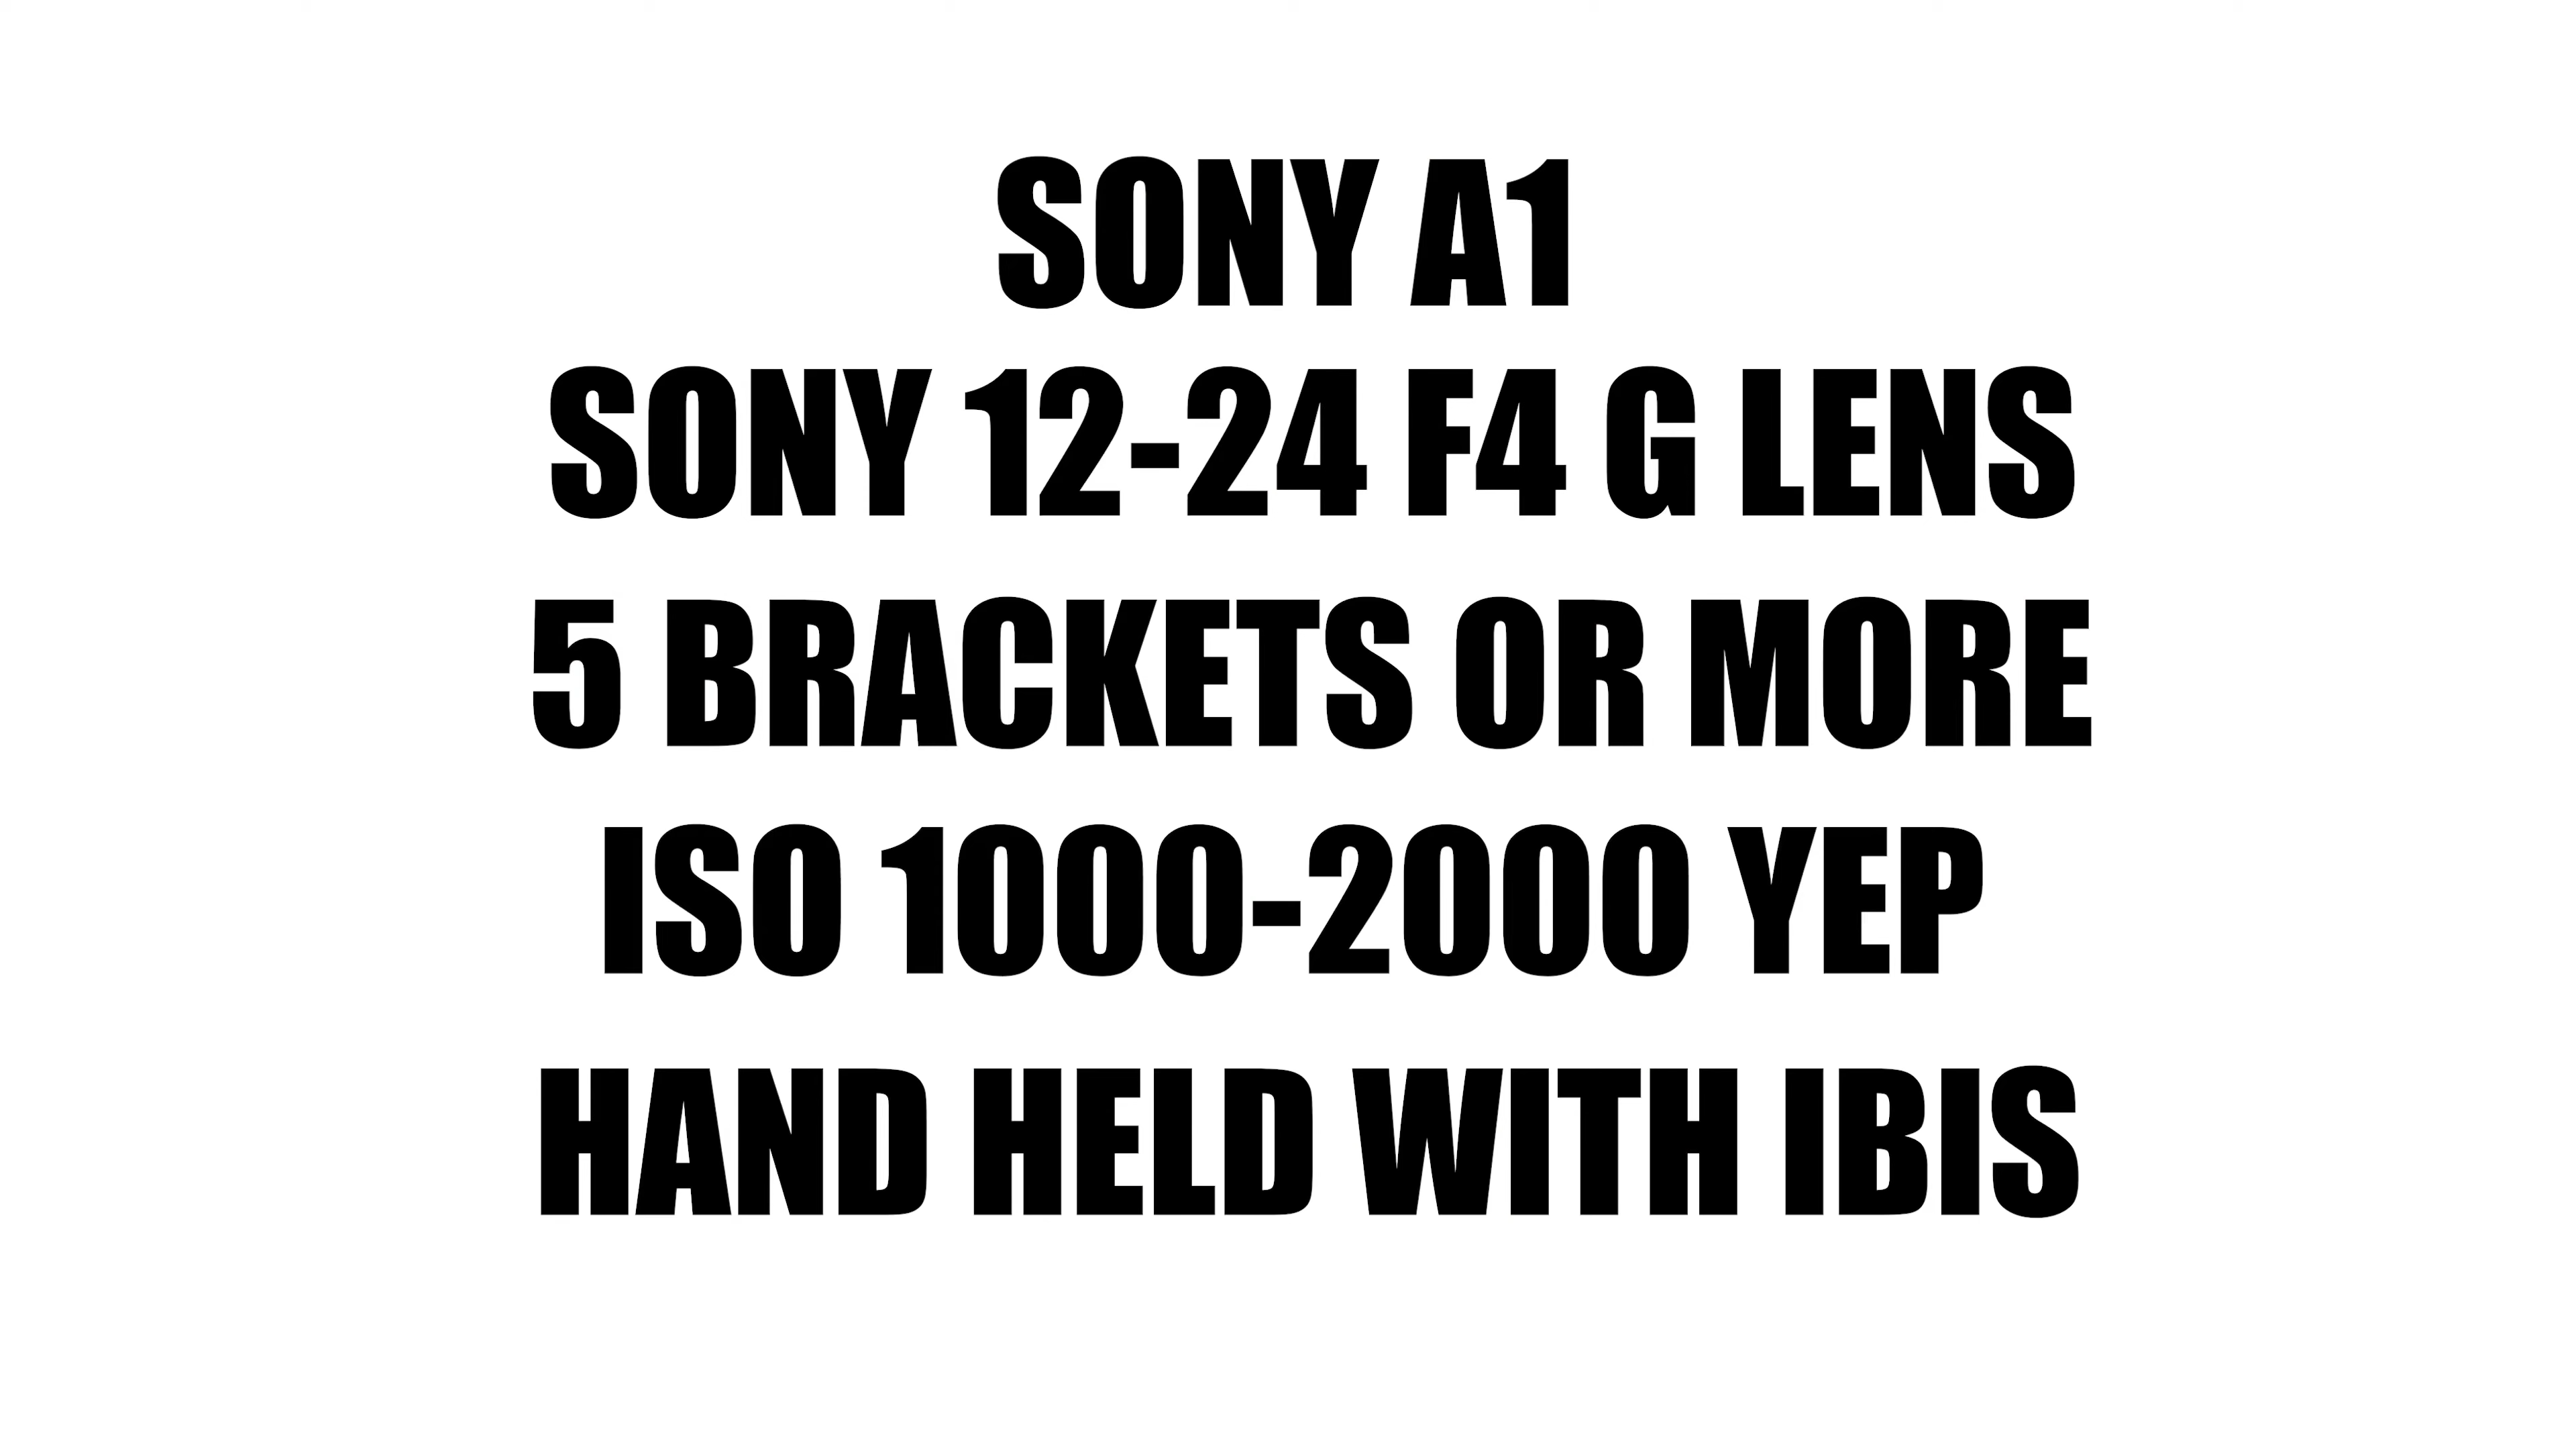 SONY A1
SONY 12-24 F4 G LENS
5 BRACKETS OR MORE
ISO 1000-2000 YEP
HAND HELD WITH IBIS